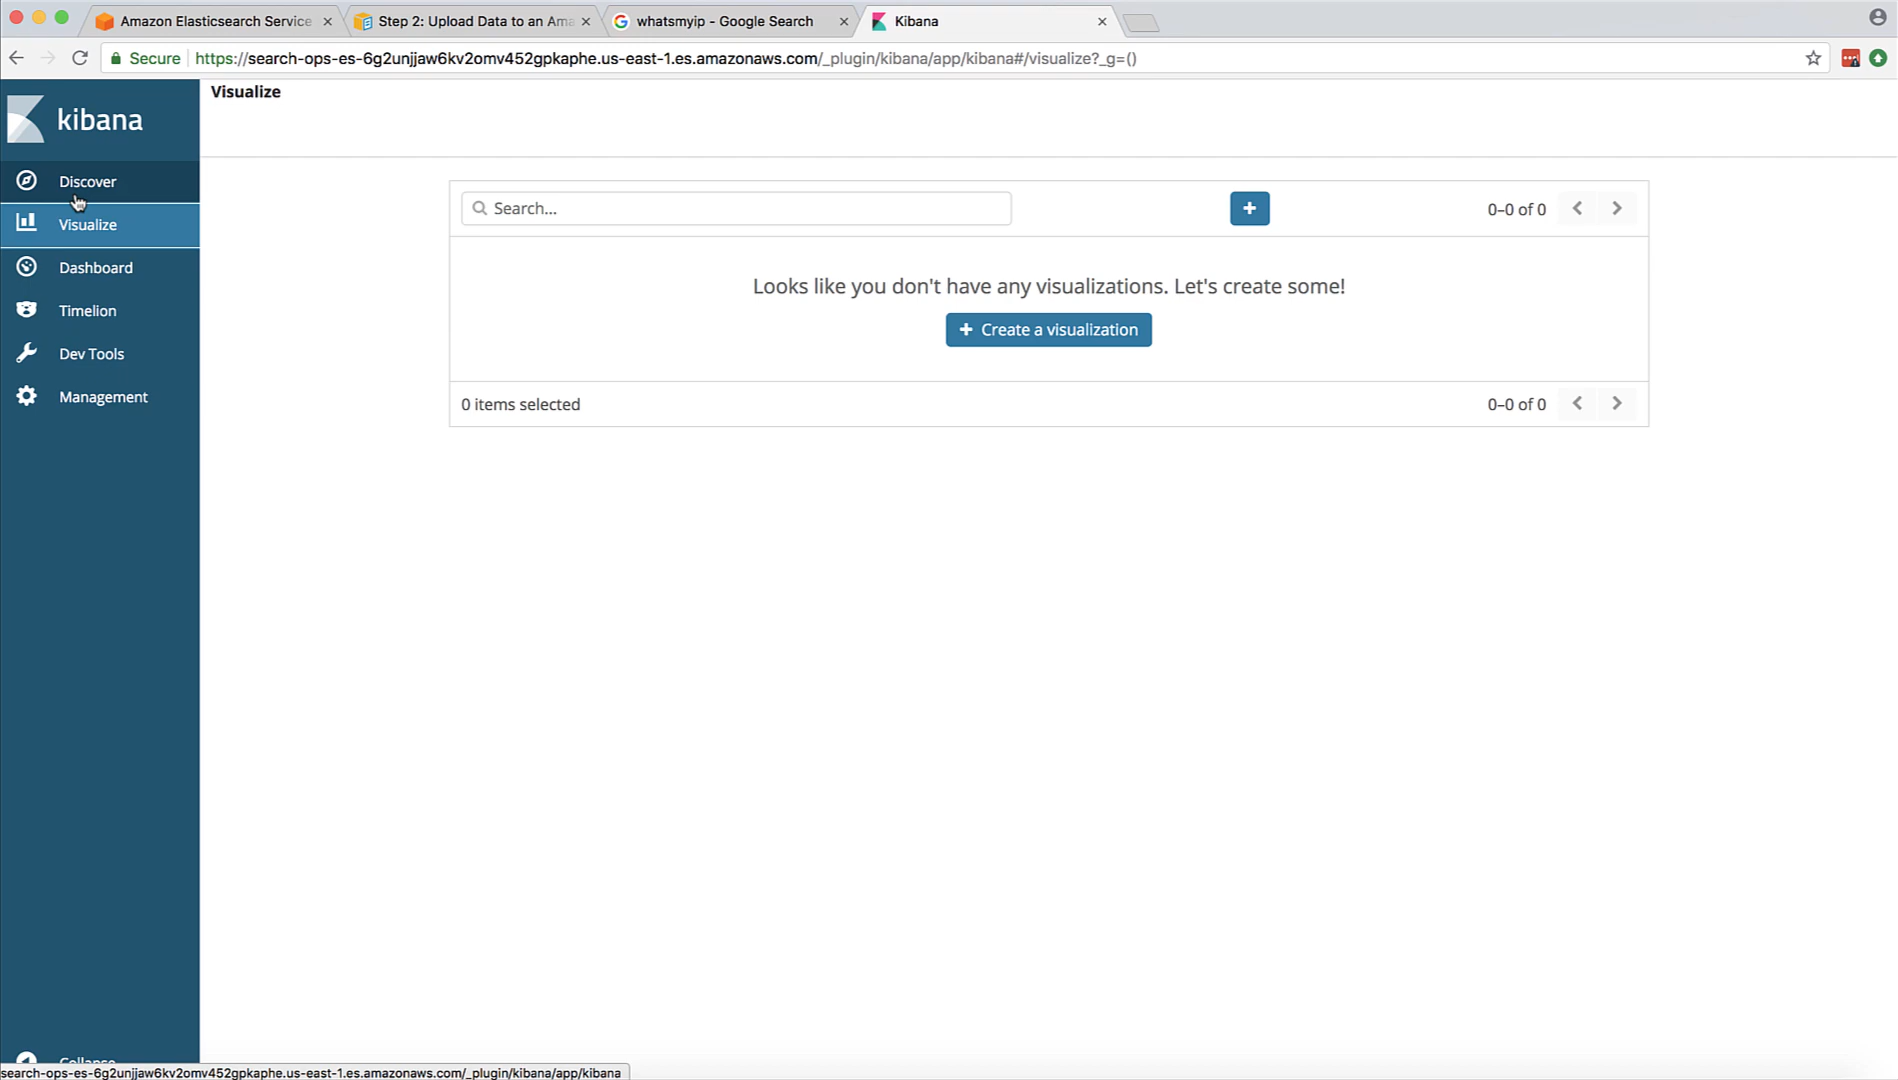 Amazon Elasticsearch Service
Step 2: Upload Data to an Ama
whatsmyip - Google Search
Kibana
Secure
https://search-ops-es-6g2unjjaw6kv2omv452gpkaphe.us-east-1.es.amazonaws.com/_plugin/kibana/app/kibana#/visualize?_g=()
kibana
Visualize
Discover
Visualize
Dashboard
Timelion
Dev Tools
Management
Search...
0–0 of 0
Looks like you don't have any visualizations. Let's create some!
Create a visualization
0 items selected
0–0 of 0
Collapse
search-ops-es-6g2unjjaw6kv2omv452gpkaphe.us-east-1.es.amazonaws.com/_plugin/kibana/app/kibana